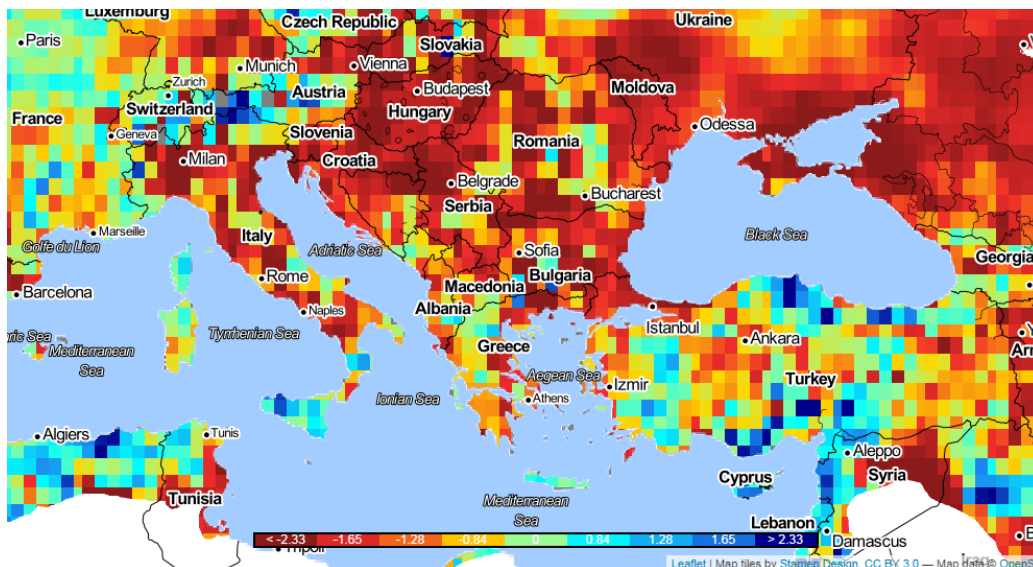 Luxemburg
Czech Republic
Ukraine
Paris
Slovakia
Munich
Vienna
Zurich
Austria
Budapest
Moldova
Switzerland
Hungary
France
Geneva
Slovenia
Odessa
Romania
Milan
Croatia
Belgrade
Bucharest
Serbia
Marseille
Golfe du Lion
Italy
Adriatic Sea
Black Sea
Sofia
Georgia
Rome
Bulgaria
Macedonia
Barcelona
Albania
Naples
Tyrrhenian Sea
Istanbul
Mediterranean
Sea
Greece
Ankara
Aegean Sea
Turkey
Izmir
Ionian Sea
Athens
Algiers
Tunis
Aleppo
Syria
Cyprus
Tunisia
Mediterranean
Sea
Lebanon
< -2.33 -1.65 -1.28 -0.84 0 0.84 1.28 1.65 > 2.33
Damascus
Leaflet | Map tiles by Stamen Design, CC BY 3.0 — Map data ©